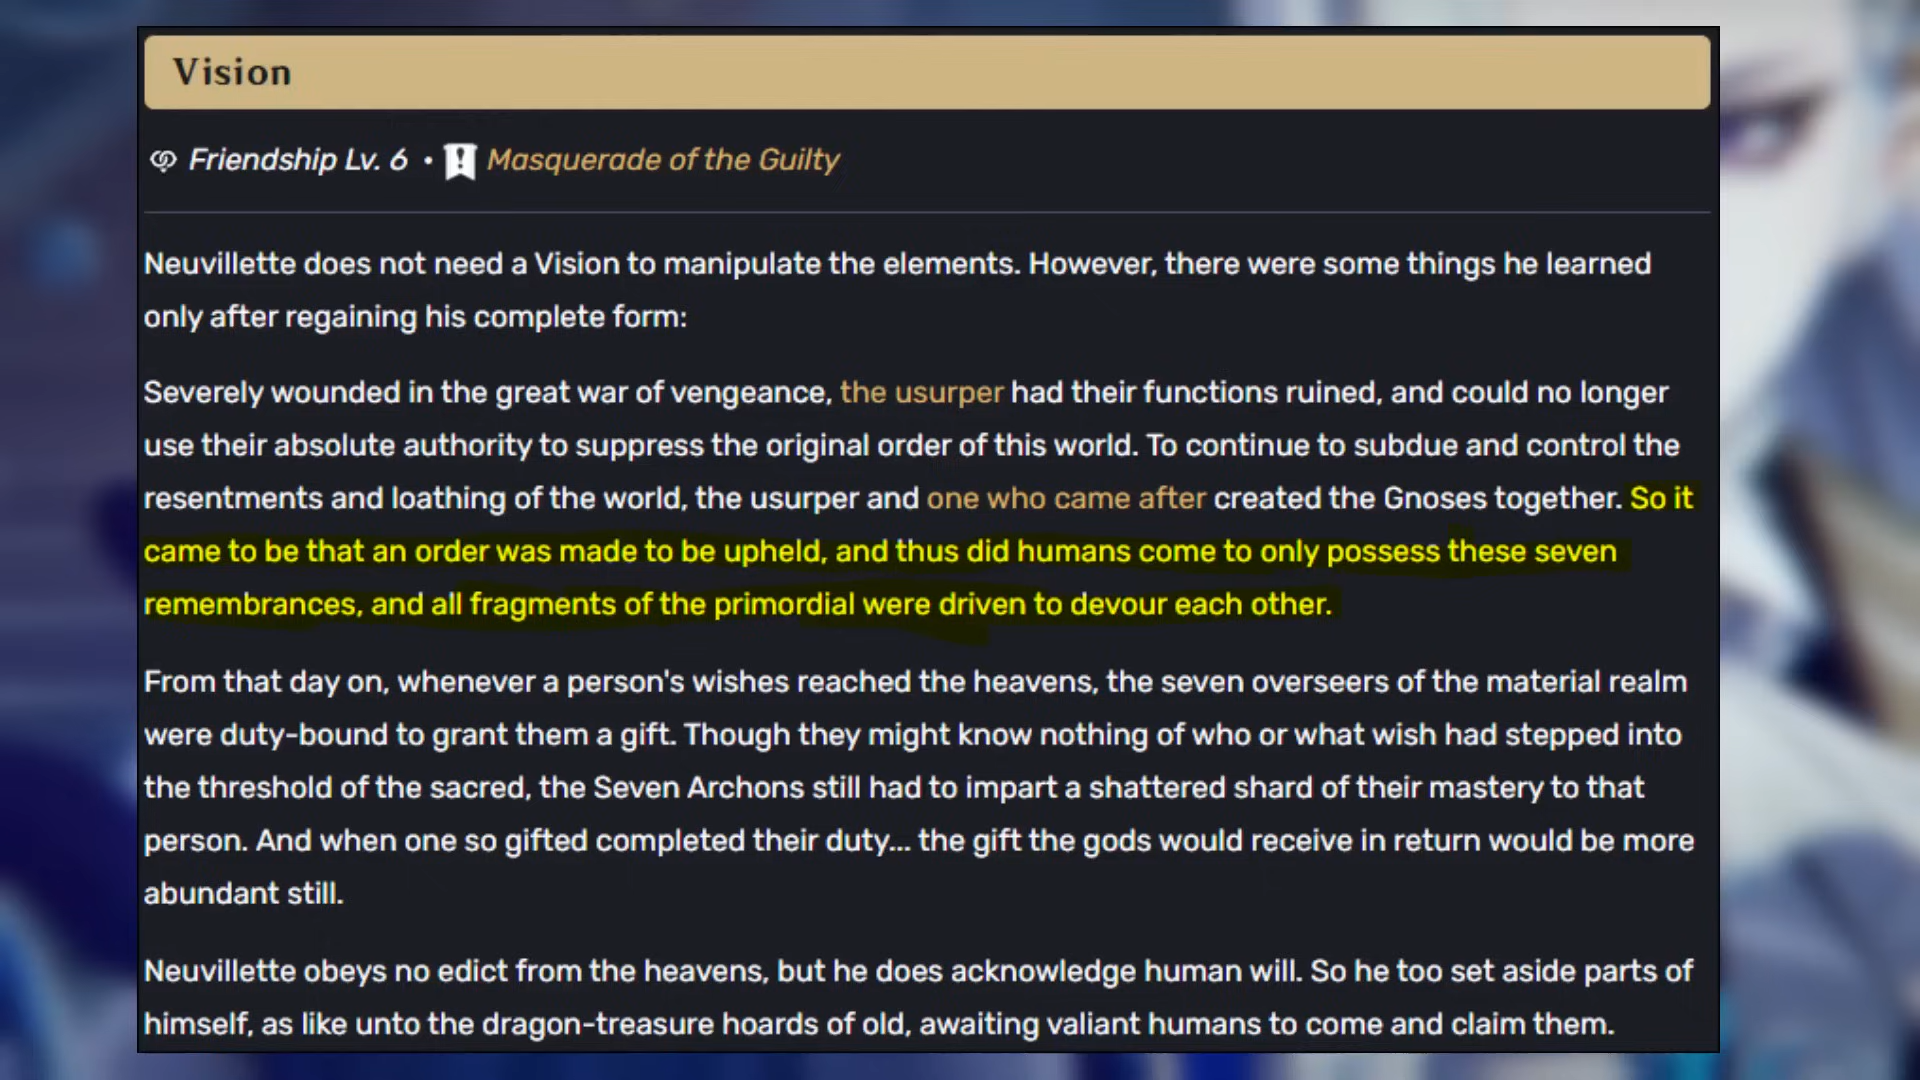 Vision
Friendship Lv. 6 • Masquerade of the Guilty
Neuvillette does not need a Vision to manipulate the elements. However, there were some things he learned
only after regaining his complete form:
Severely wounded in the great war of vengeance, the usurper had their functions ruined, and could no longer
use their absolute authority to suppress the original order of this world. To continue to subdue and control the
resentments and loathing of the world, the usurper and one who came after created the Gnoses together. So it
came to be that an order was made to be upheld, and thus did humans come to only possess these seven
remembrances, and all fragments of the primordial were driven to devour each other.
From that day on, whenever a person's wishes reached the heavens, the seven overseers of the material realm
were duty-bound to grant them a gift. Though they might know nothing of who or what wish had stepped into
the threshold of the sacred, the Seven Archons still had to impart a shattered shard of their mastery to that
person. And when one so gifted completed their duty... the gift the gods would receive in return would be more
abundant still.
Neuvillette obeys no edict from the heavens, but he does acknowledge human will. So he too set aside parts of
himself, as like unto the dragon-treasure hoards of old, awaiting valiant humans to come and claim them.